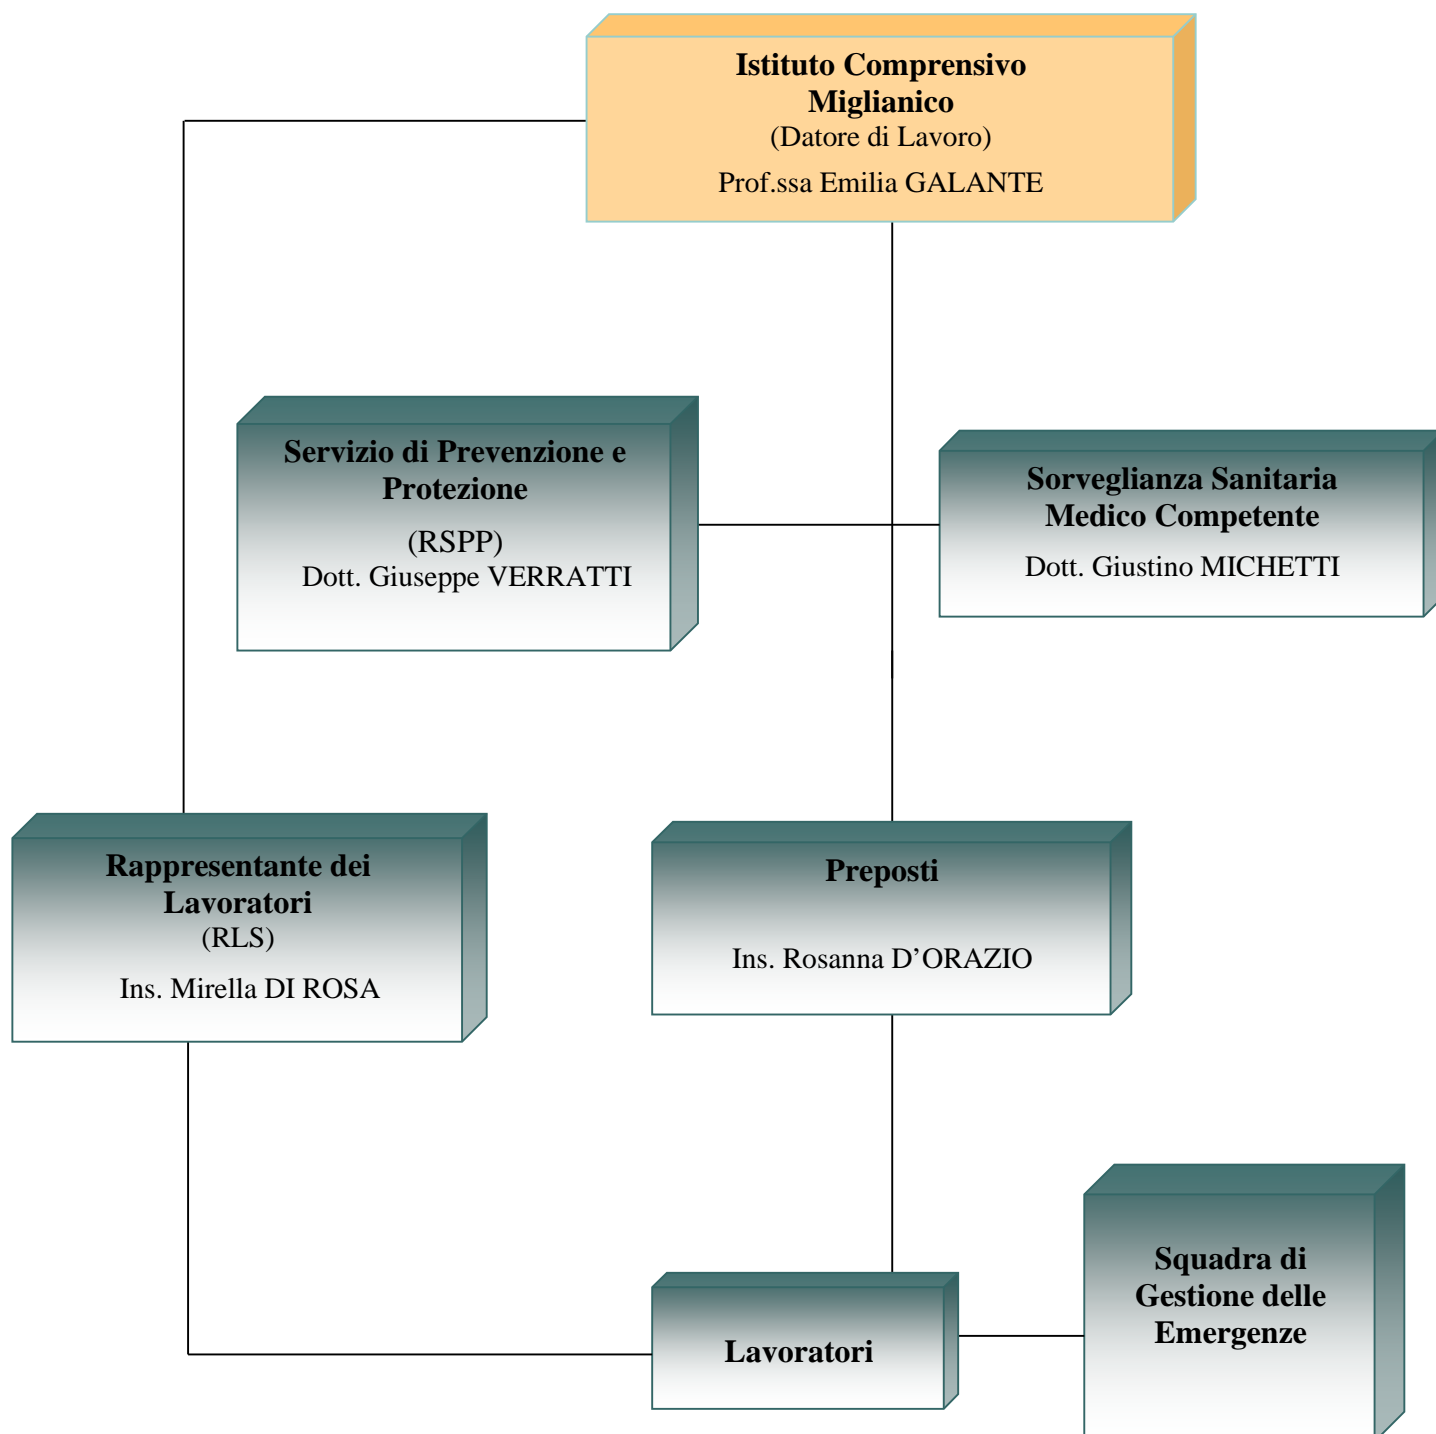 Istituto Comprensivo
Miglianico
(Datore di Lavoro)
Prof.ssa Emilia GALANTE
Servizio di Prevenzione e
Protezione
(RSPP)
Dott. Giuseppe VERRATTI
Sorveglianza Sanitaria
Medico Competente
Dott. Giustino MICHETTI
Rappresentante dei
Lavoratori
(RLS)
Ins. Mirella DI ROSA
Preposti
Ins. Rosanna D’ORAZIO
Lavoratori
Squadra di
Gestione delle
Emergenze